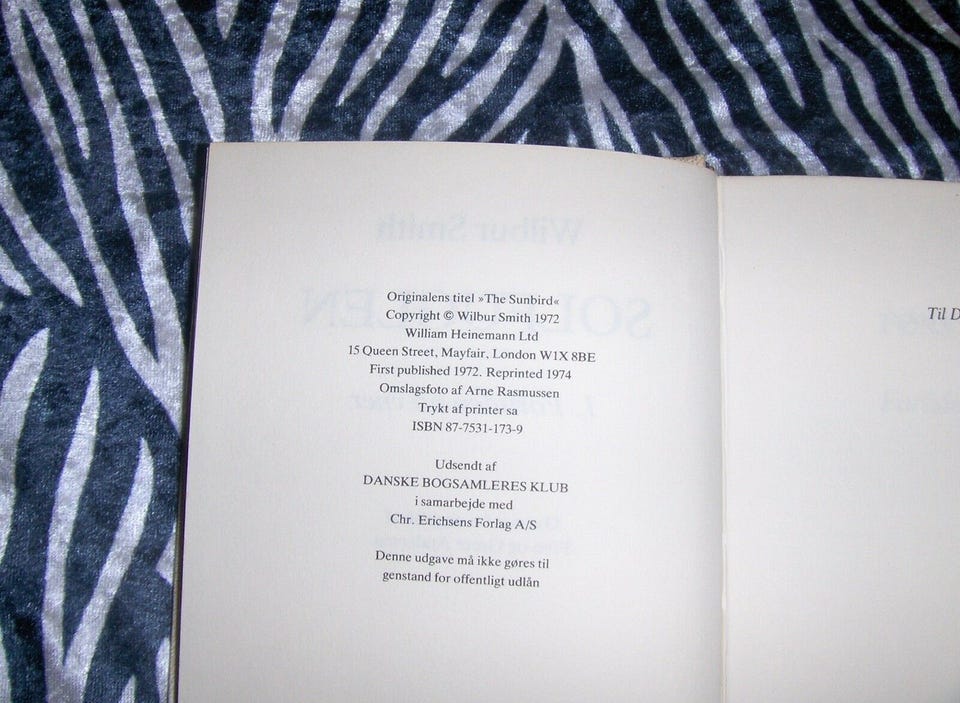 Originalens titel »The Sunbird«
Copyright © Wilbur Smith 1972
William Heinemann Ltd
15 Queen Street, Mayfair, London W1X 8BE
First published 1972. Reprinted 1974
Omslagsfoto af Arne Rasmussen
Trykt af printer sa
ISBN 87-7531-173-9
Udsendt af
DANSKE BOGSAMLERES KLUB
i samarbejde med
Chr. Erichsens Forlag A/S
Denne udgave må ikke gøres til
genstand for offentligt udlån
Til